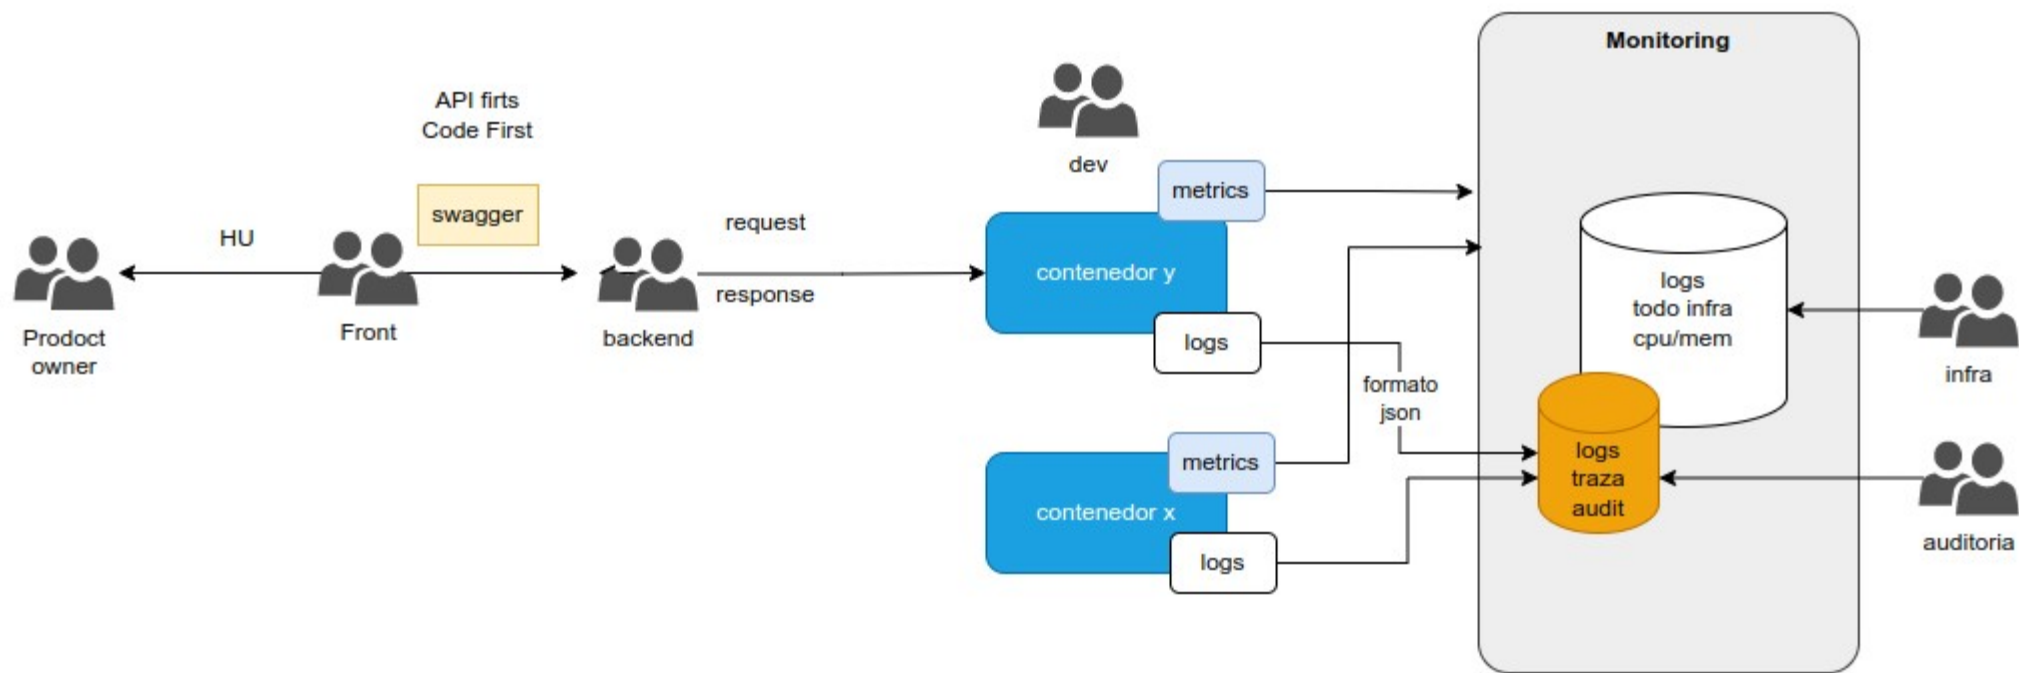 Monitoring
API firts
Code First
dev
metrics
swagger
request
HU
contenedor y
response
logs
todo infra
cpu/mem
Prodoct
owner
Front
backend
logs
formato
json
infra
metrics
logs
traza
audit
contenedor x
auditoria
logs